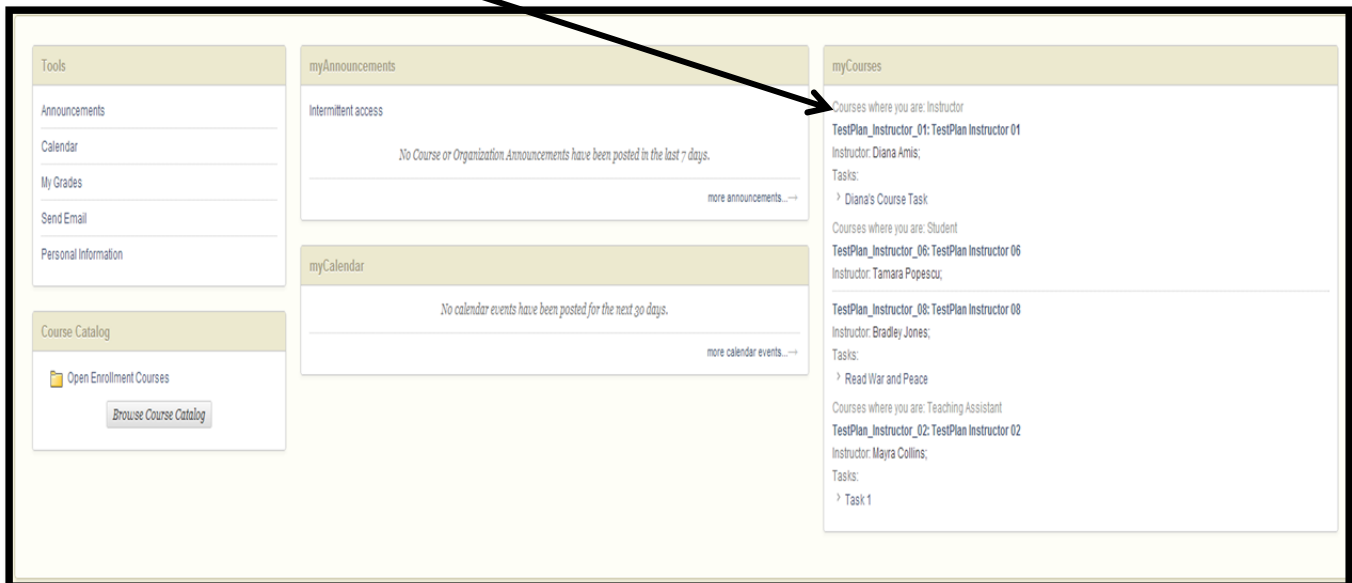 Tools
Announcements
Calendar
My Grades
Send Email
Personal Information
Course Catalog
Open Enrollment Courses
Browse Course Catalog
myAnnouncements
Intermittent access
No Course or Organization Announcements have been posted in the last 7 days.
more announcements...→
myCalendar
No calendar events have been posted for the next 30 days.
more calendar events...→
myCourses
Courses where you are: Instructor
TestPlan_Instructor_01: TestPlan Instructor 01
Instructor: Diana Amis;
Tasks:
› Diana's Course Task
Courses where you are: Student
TestPlan_Instructor_06: TestPlan Instructor 06
Instructor: Tamara Popescu;
TestPlan_Instructor_08: TestPlan Instructor 08
Instructor: Bradley Jones;
Tasks:
› Read War and Peace
Courses where you are: Teaching Assistant
TestPlan_Instructor_02: TestPlan Instructor 02
Instructor: Mayra Collins;
Tasks:
› Task 1